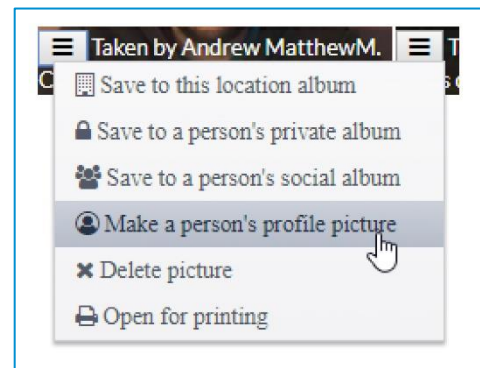 Taken by Andrew MatthewM.
Save to this location album
Save to a person's private album
Save to a person's social album
Make a person's profile picture
Delete picture
Open for printing